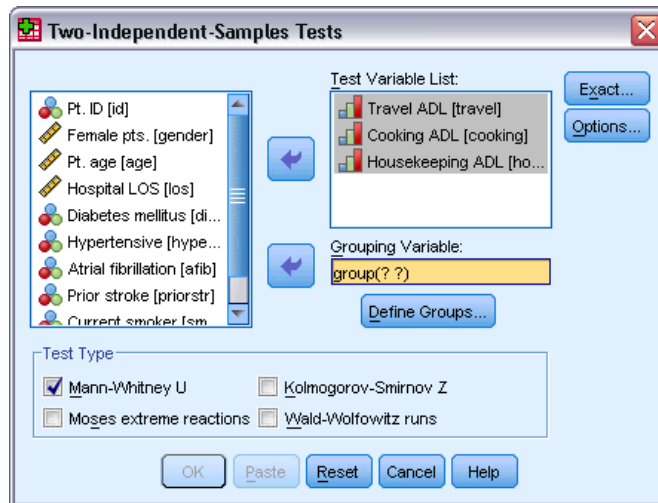 Two-Independent-Samples Tests
Pt. ID [id]
Female pts. [gender]
Pt. age [age]
Hospital LOS [los]
Diabetes mellitus [di...
Hypertensive [hype...
Atrial fibrillation [afib]
Prior stroke [priorstr]
Current smoker [sm
Test Variable List:
Travel ADL [travel]
Cooking ADL [cooking]
Housekeeping ADL [ho...
Exact...
Options...
Grouping Variable:
group(? ?)
Define Groups...
Test Type
Mann-Whitney U
Kolmogorov-Smirnov Z
Moses extreme reactions
Wald-Wolfowitz runs
OK
Paste
Reset
Cancel
Help